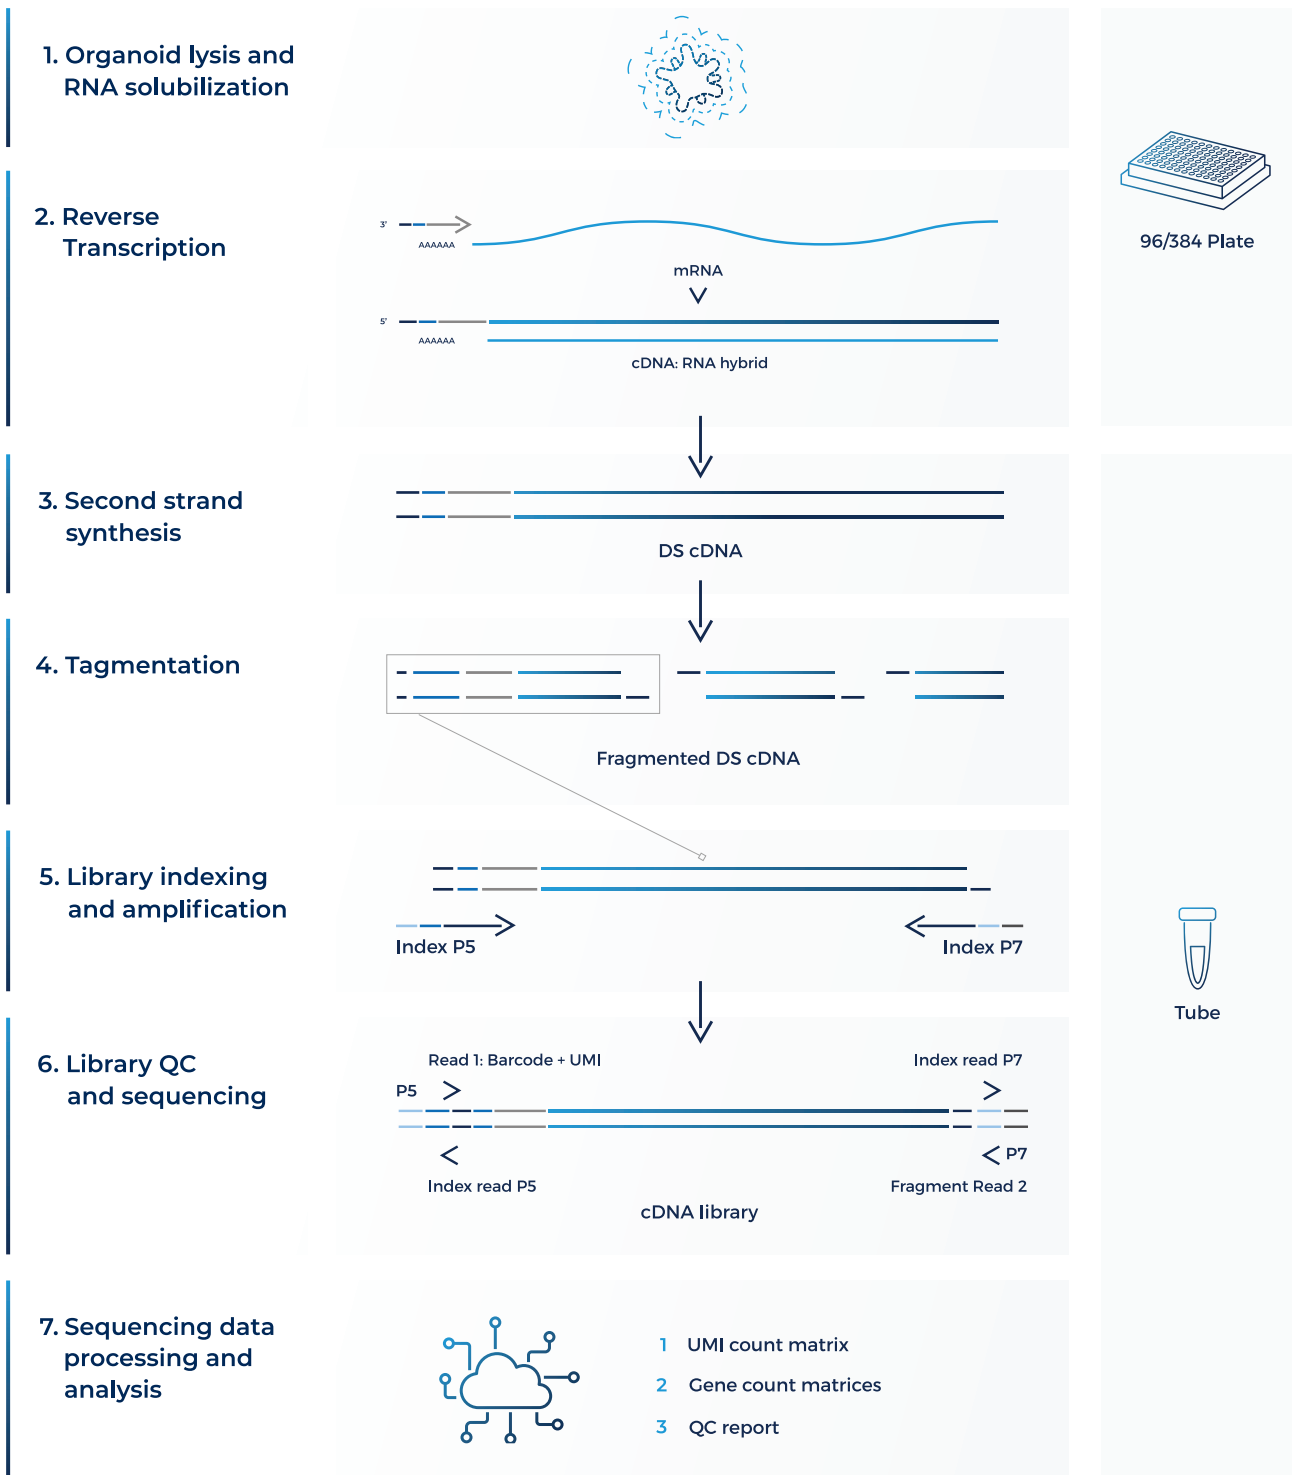 1. Organoid lysis and
RNA solubilization
2. Reverse
Transcription
3'
AAAAAA
mRNA
5'
AAAAAA
cDNA: RNA hybrid
96/384 Plate
3. Second strand
synthesis
DS cDNA
4. Tagmentation
Fragmented DS cDNA
5. Library indexing
and amplification
Index P5
Index P7
Tube
6. Library QC
and sequencing
Read 1: Barcode + UMI
Index read P7
P5
P7
Index read P5
Fragment Read 2
cDNA library
7. Sequencing data
processing and
analysis
1 UMI count matrix
2 Gene count matrices
3 QC report